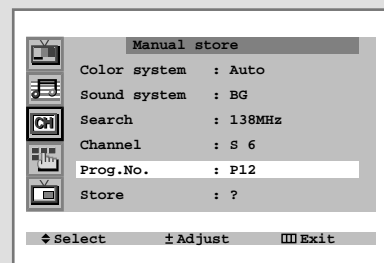 Manual store
Color system : Auto
Sound system : BG
Search : 138MHz
CH
Channel : S 6
Prog.No. : P12
Store : ?
Select ± Adjust Exit